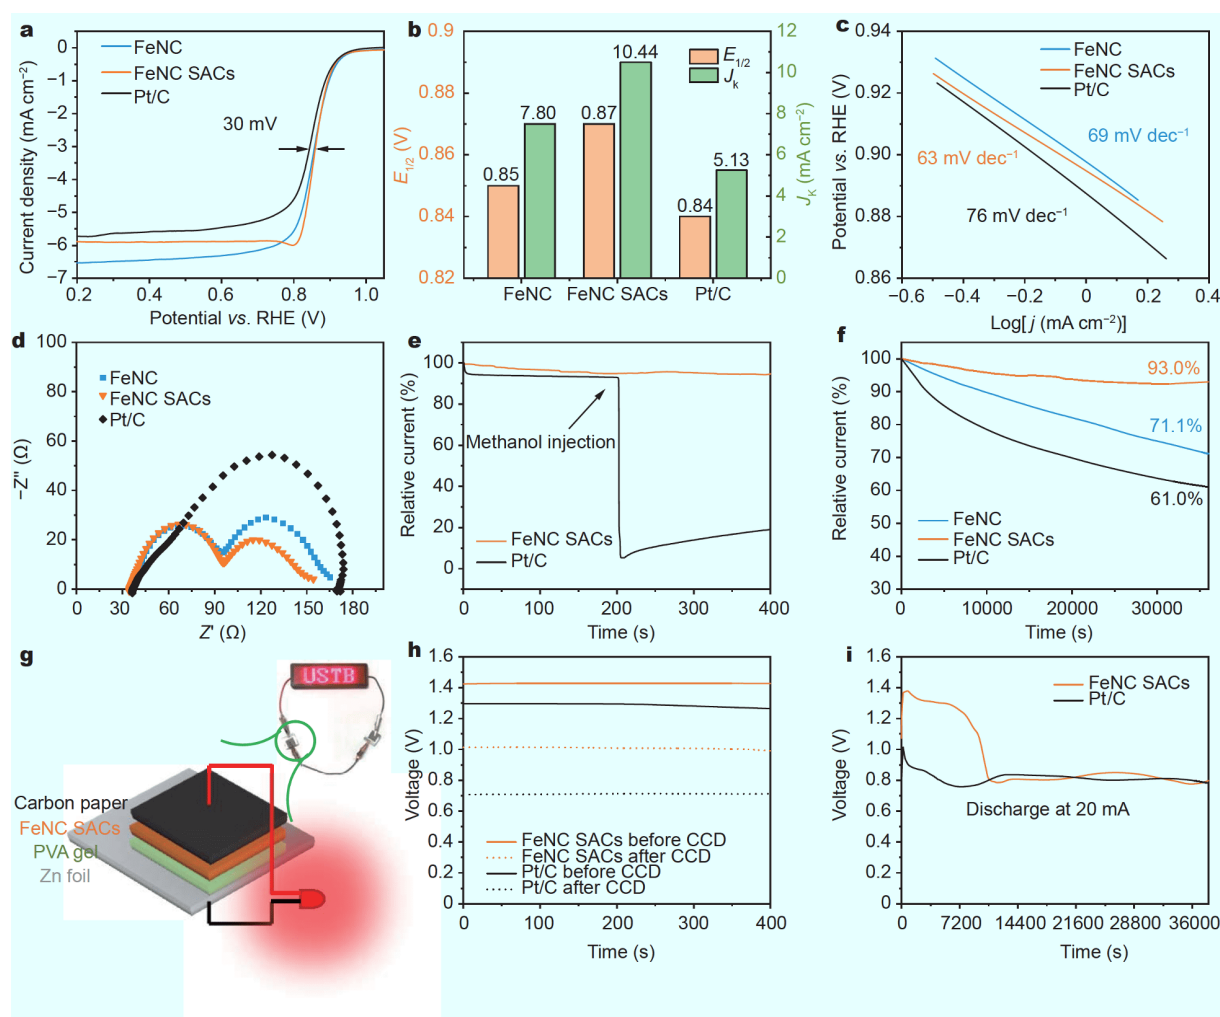 a
FeNC
FeNC SACs
Pt/C
30 mV
0
−1
−2
−3
−4
−5
−6
−7
Current density (mA cm⁻²)
0.2 0.4 0.6 0.8 1.0
Potential vs. RHE (V)
b
0.9
0.88
0.86
0.84
0.82
E1/2 (V)
E1/2
Jk
0.85
7.80
0.87
10.44
0.84
5.13
12
10
8
6
4
2
0
JK (mA cm⁻²)
FeNC FeNC SACs Pt/C
c
FeNC
FeNC SACs
Pt/C
69 mV dec⁻¹
63 mV dec⁻¹
76 mV dec⁻¹
0.94
0.92
0.90
0.88
0.86
Potential vs. RHE (V)
−0.6 −0.4 −0.2 0 0.2 0.4
Log[ j (mA cm⁻²)]
d
FeNC
FeNC SACs
Pt/C
100
80
60
40
20
0
−Z'' (Ω)
0 30 60 90 120 150 180
Z' (Ω)
e
100
80
60
40
20
0
Relative current (%)
Methanol injection
FeNC SACs
Pt/C
0 100 200 300 400
Time (s)
f
100
90
80
70
60
50
40
30
Relative current (%)
93.0%
71.1%
61.0%
FeNC
FeNC SACs
Pt/C
0 10000 20000 30000
Time (s)
g
USTB
Carbon paper
FeNC SACs
PVA gel
Zn foil
h
1.6
1.4
1.2
1.0
0.8
0.6
0.4
0.2
0
Voltage (V)
FeNC SACs before CCD
FeNC SACs after CCD
Pt/C before CCD
Pt/C after CCD
0 100 200 300 400
Time (s)
i
1.6
1.4
1.2
1.0
0.8
0.6
0.4
0.2
0
Voltage (V)
FeNC SACs
Pt/C
Discharge at 20 mA
0 7200 14400 21600 28800 36000
Time (s)